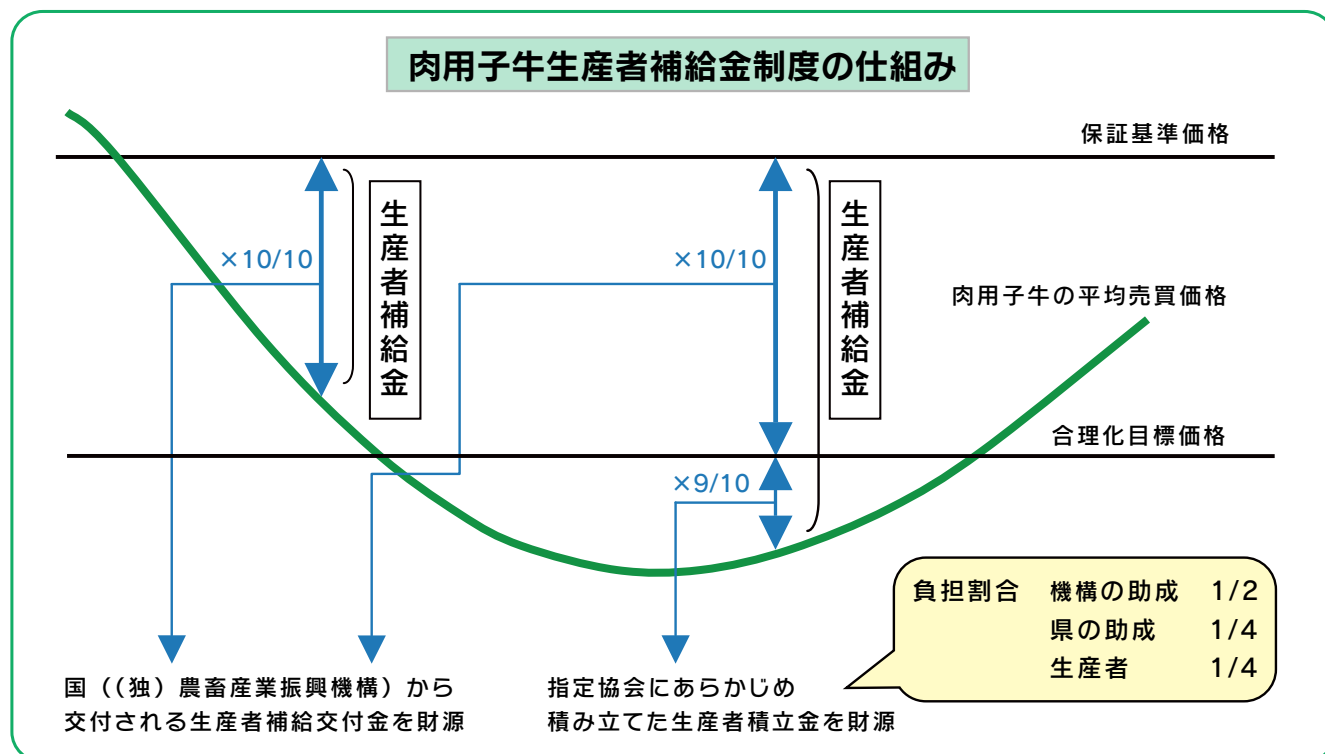 肉用子牛生産者補給金制度の仕組み
保証基準価格
生産者補給金
×10/10
生産者補給金
×10/10
肉用子牛の平均売買価格
合理化目標価格
×9/10
負担割合 機構の助成 1/2
県の助成 1/4
生産者 1/4
国((独)農畜産業振興機構)から
交付される生産者補給交付金を財源
指定協会にあらかじめ
積み立てた生産者積立金を財源